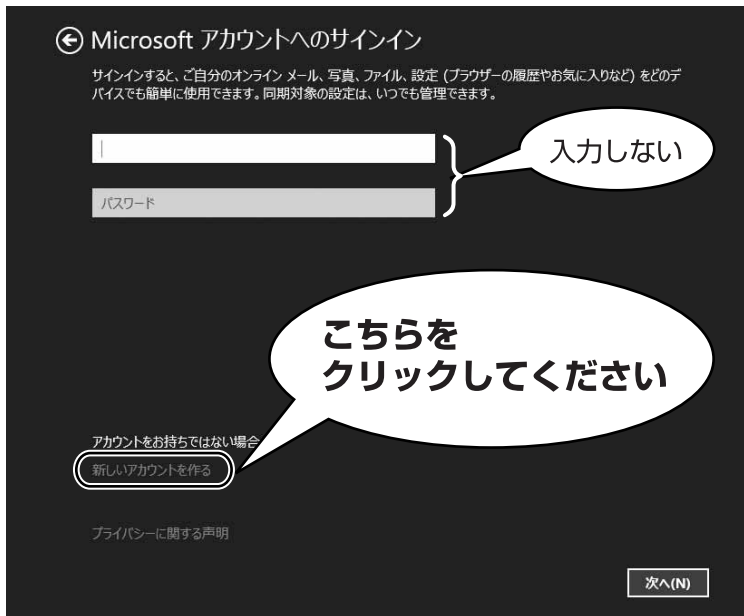 Microsoft アカウントへのサインイン
サインインすると、ご自分のオンライン メール、写真、ファイル、設定 (ブラウザーの履歴やお気に入りなど) をどのデ
バイスでも簡単に使用できます。同期対象の設定は、いつでも管理できます。
入力しない
パスワード
こちらを
クリックしてください
アカウントをお持ちではない場合
新しいアカウントを作る
プライバシーに関する声明
次へ(N)